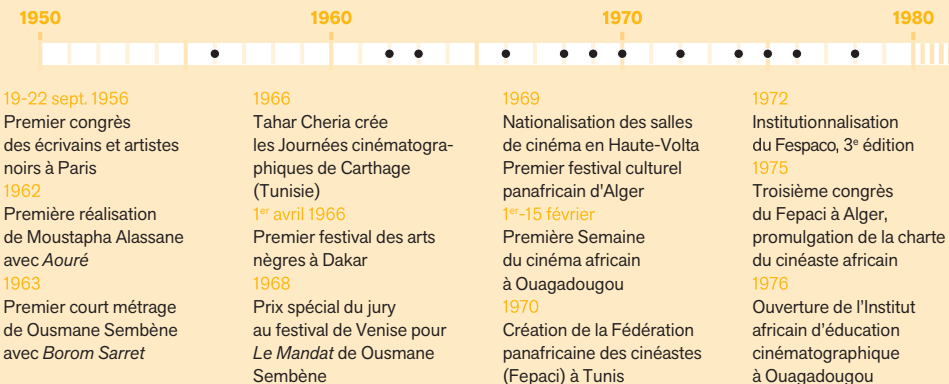 1950 1960 1970 1980
19-22 sept. 1956
Premier congrès
des écrivains et artistes
noirs à Paris
1962
Première réalisation
de Moustapha Alassane
avec Aouré
1963
Premier court métrage
de Ousmane Sembène
avec Borom Sarret
1966
Tahar Cheria crée
les Journées cinématogra-
phiques de Carthage
(Tunisie)
1er avril 1966
Premier festival des arts
nègres à Dakar
1968
Prix spécial du jury
au festival de Venise pour
Le Mandat de Ousmane
Sembène
1969
Nationalisation des salles
de cinéma en Haute-Volta
Premier festival culturel
panafricain d'Alger
1er-15 février
Première Semaine
du cinéma africain
à Ouagadougou
1970
Création de la Fédération
panafricaine des cinéastes
(Fepaci) à Tunis
1972
Institutionnalisation
du Fespaco, 3e édition
1975
Troisième congrès
du Fepaci à Alger,
promulgation de la charte
du cinéaste africain
1976
Ouverture de l'Institut
africain d'éducation
cinématographique
à Ouagadougou